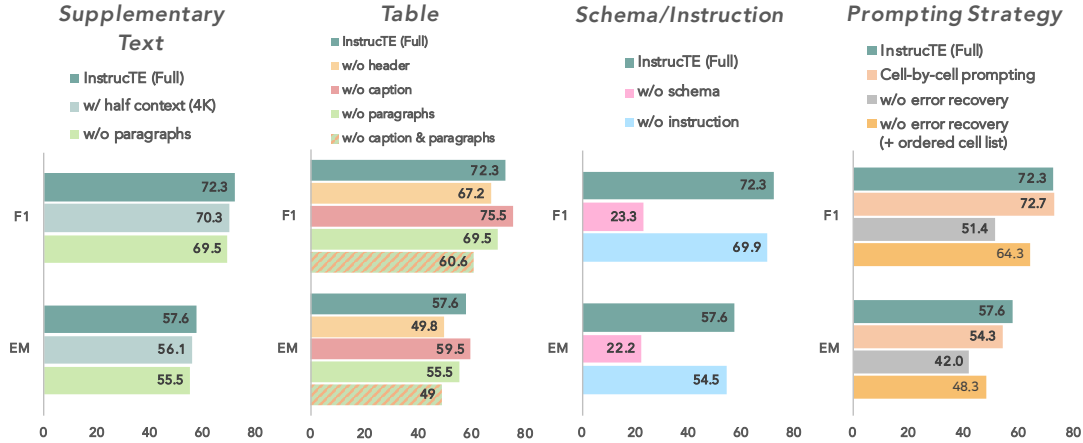 Supplementary
Text
InstrucTE (Full)
w/ half context (4K)
w/o paragraphs
F1
72.3
70.3
69.5
EM
57.6
56.1
55.5
0 20 40 60 80
Table
InstrucTE (Full)
w/o header
w/o caption
w/o paragraphs
w/o caption & paragraphs
F1
72.3
67.2
75.5
69.5
60.6
EM
57.6
49.8
59.5
55.5
49
0 20 40 60 80
Schema/Instruction
InstrucTE (Full)
w/o schema
w/o instruction
F1
72.3
23.3
69.9
EM
57.6
22.2
54.5
0 20 40 60 80
Prompting Strategy
InstrucTE (Full)
Cell-by-cell prompting
w/o error recovery
w/o error recovery
(+ ordered cell list)
F1
72.3
72.7
51.4
64.3
EM
57.6
54.3
42.0
48.3
0 20 40 60 80